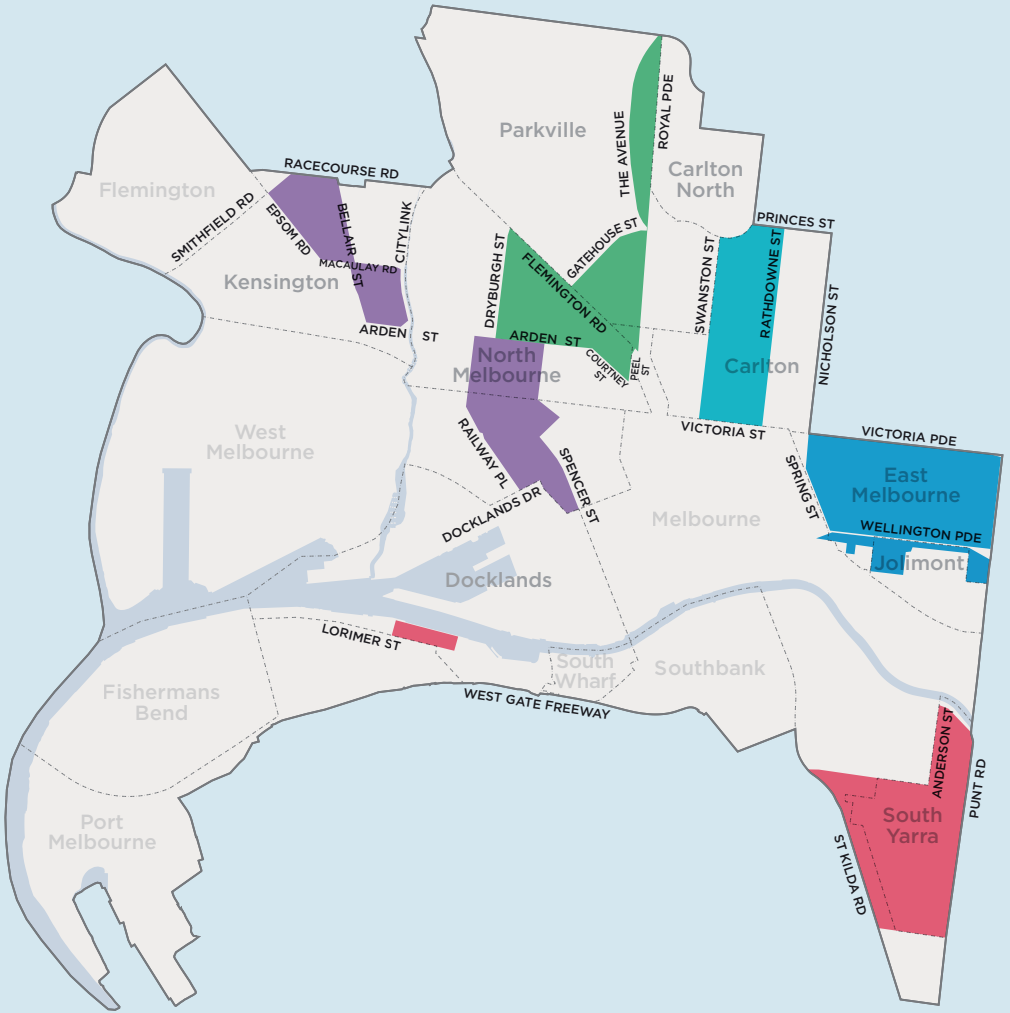 Parkville
THE AVENUE
ROYAL PDE
Carlton
North
RACECOURSE RD
Flemington
SMITHFIELD RD
EPSOM RD
BELLAIR
ST
CITYLINK
MACAULAY RD
Kensington
ARDEN ST
DRYBURGH ST
FLEMINGTON RD
GATEHOUSE ST
ARDEN ST
COURTNEY
ST
PEEL
ST
PRINCES ST
SWANSTON ST
RATHDOWNE ST
NICHOLSON ST
Carlton
North
Melbourne
VICTORIA ST
VICTORIA PDE
West
Melbourne
RAILWAY PL
SPENCER ST
DOCKLANDS DR
Melbourne
SPRING ST
East
Melbourne
WELLINGTON PDE
Jolimont
Docklands
LORIMER ST
South
Wharf
Southbank
WEST GATE FREEWAY
Fishermans
Bend
Port
Melbourne
ANDERSON ST
PUNT RD
South
Yarra
ST KILDA RD